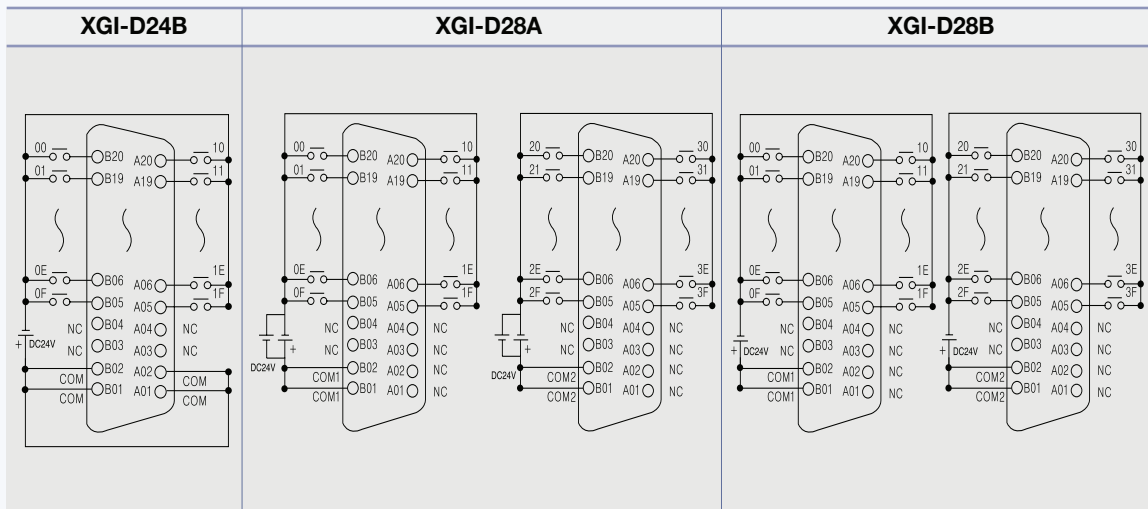 XGI-D24B XGI-D28A XGI-D28B
00 B20 A20 10 00 B20 A20 10 20 B20 A20 30 00 B20 A20 10 20 B20 A20 30
01 B19 A19 11 01 B19 A19 11 21 B19 A19 31 01 B19 A19 11 21 B19 A19 31
0E B06 A06 1E 0E B06 A06 1E 2E B06 A06 3E 0E B06 A06 1E 2E B06 A06 3E
0F B05 A05 1F 0F B05 A05 1F 2F B05 A05 3F 0F B05 A05 1F 2F B05 A05 3F
NC B04 A04 NC NC B04 A04 NC NC B04 A04 NC NC B04 A04 NC NC B04 A04 NC
+ DC24V NC B03 A03 NC + DC24V NC B03 A03 NC + DC24V NC B03 A03 NC + DC24V NC B03 A03 NC + DC24V NC B03 A03 NC
COM B02 A02 COM COM1 B02 A02 NC COM2 B02 A02 NC COM1 B02 A02 NC COM2 B02 A02 NC
COM B01 A01 COM COM1 B01 A01 NC COM2 B01 A01 NC COM1 B01 A01 NC COM2 B01 A01 NC